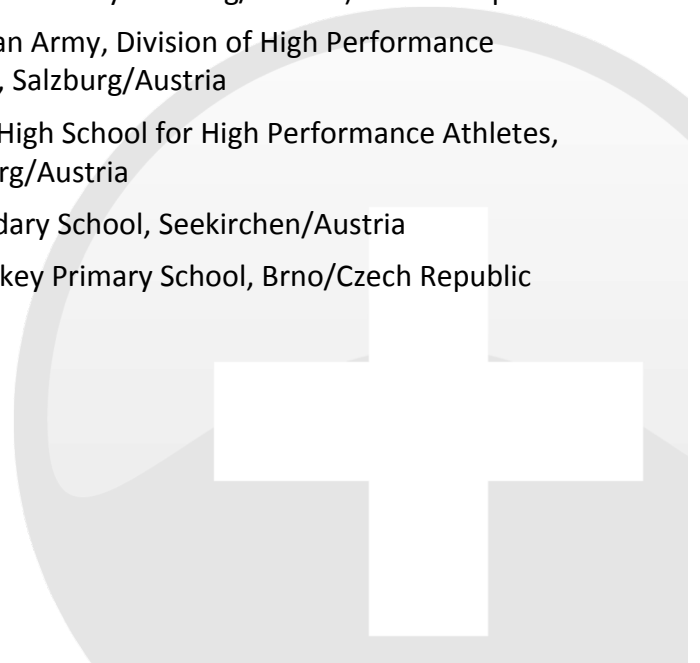 an Army, Division of High Performance
, Salzburg/Austria
High School for High Performance Athletes,
rg/Austria
dary School, Seekirchen/Austria
key Primary School, Brno/Czech Republic